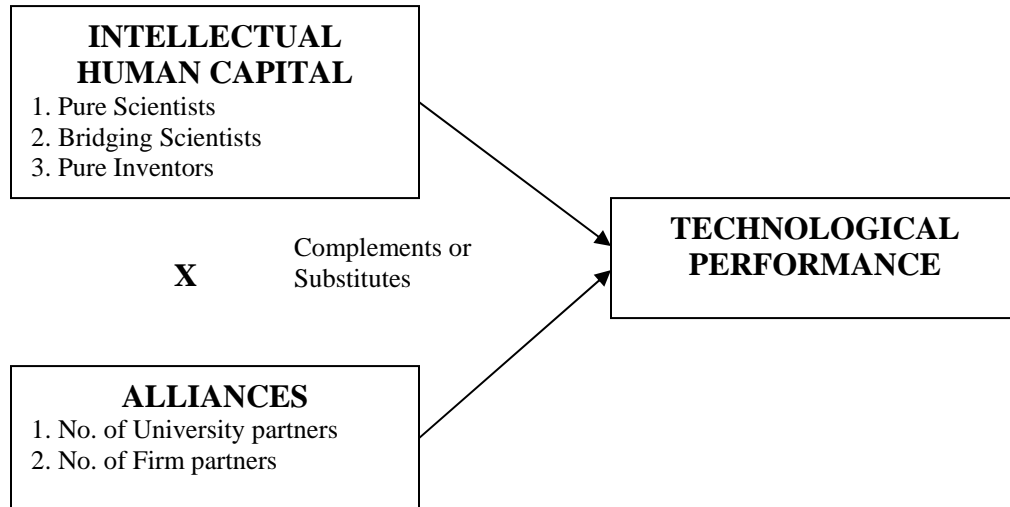 INTELLECTUAL
HUMAN CAPITAL
1. Pure Scientists
2. Bridging Scientists
3. Pure Inventors
X
Complements or
Substitutes
TECHNOLOGICAL
PERFORMANCE
ALLIANCES
1. No. of University partners
2. No. of Firm partners